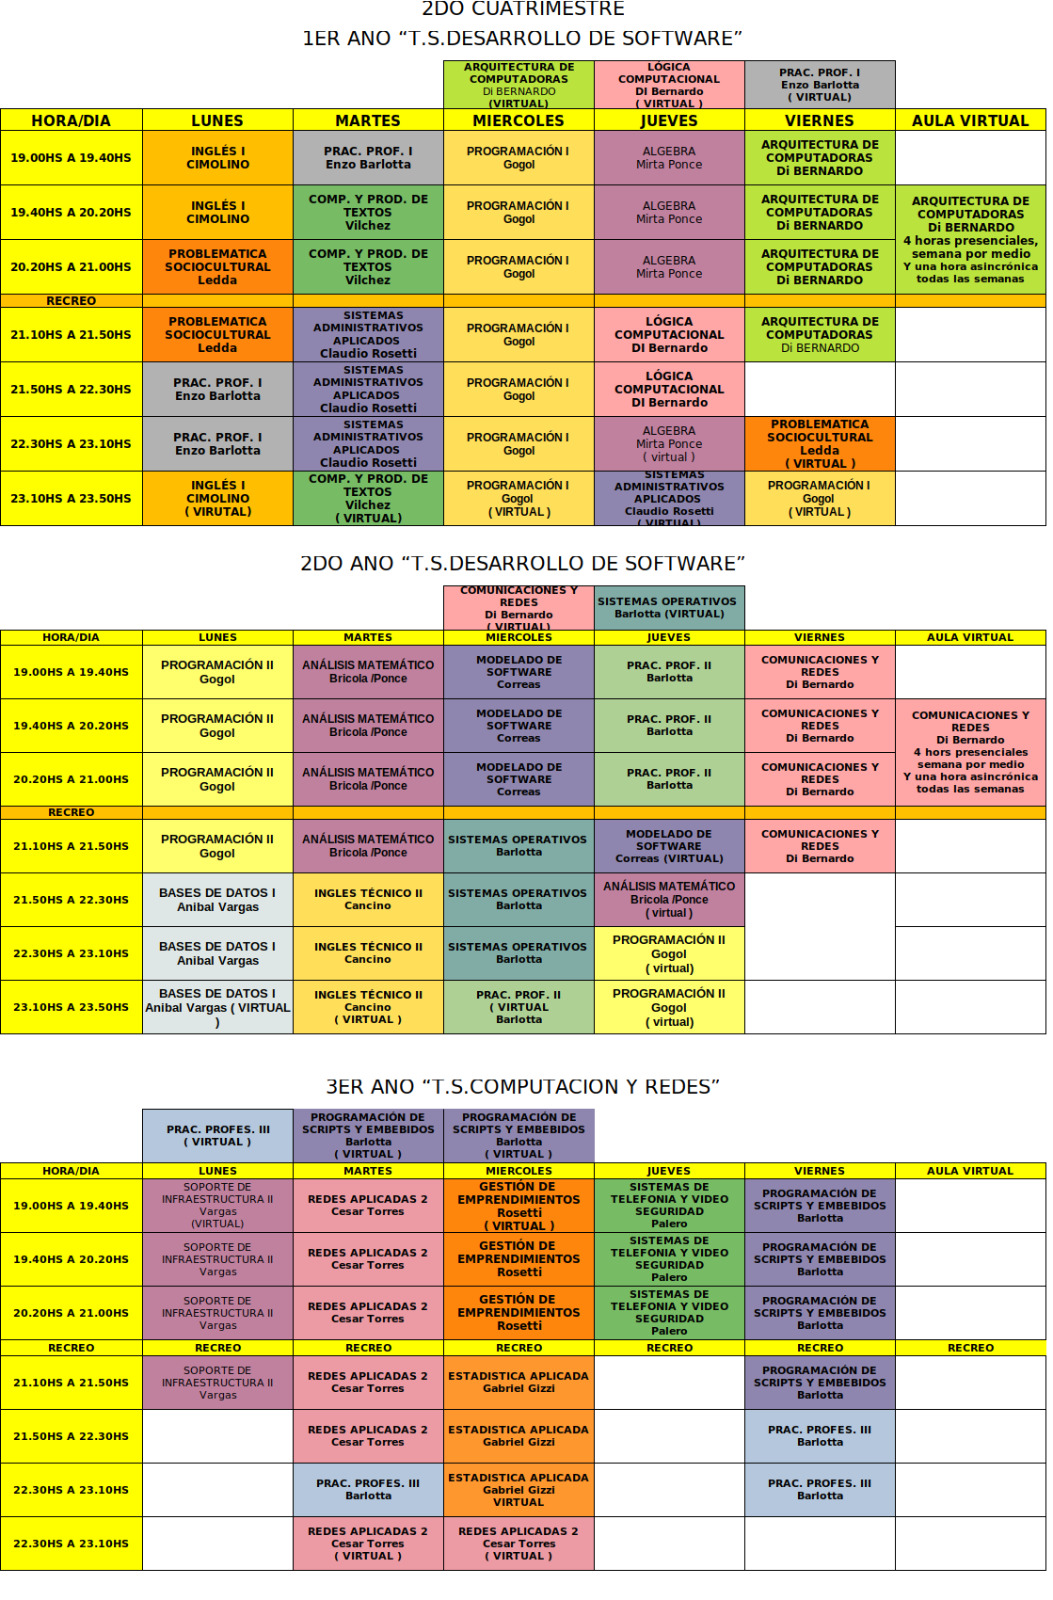 2DO CUATRIMESTRE
1ER ANO “T.S.DESARROLLO DE SOFTWARE”
ARQUITECTURA DE
COMPUTADORAS
Di BERNARDO
(VIRTUAL)
LÓGICA
COMPUTACIONAL
DI Bernardo
( VIRTUAL )
PRAC. PROF. I
Enzo Barlotta
( VIRTUAL)
HORA/DIA
LUNES
MARTES
MIERCOLES
JUEVES
VIERNES
AULA VIRTUAL
19.00HS A 19.40HS
INGLÉS I
CIMOLINO
PRAC. PROF. I
Enzo Barlotta
PROGRAMACIÓN I
Gogol
ALGEBRA
Mirta Ponce
ARQUITECTURA DE
COMPUTADORAS
Di BERNARDO
19.40HS A 20.20HS
INGLÉS I
CIMOLINO
COMP. Y PROD. DE
TEXTOS
Vilchez
PROGRAMACIÓN I
Gogol
ALGEBRA
Mirta Ponce
ARQUITECTURA DE
COMPUTADORAS
Di BERNARDO
ARQUITECTURA DE
COMPUTADORAS
Di BERNARDO
4 horas presenciales,
semana por medio
Y una hora asincrónica
todas las semanas
20.20HS A 21.00HS
PROBLEMATICA
SOCIOCULTURAL
Ledda
COMP. Y PROD. DE
TEXTOS
Vilchez
PROGRAMACIÓN I
Gogol
ALGEBRA
Mirta Ponce
ARQUITECTURA DE
COMPUTADORAS
Di BERNARDO
RECREO
21.10HS A 21.50HS
PROBLEMATICA
SOCIOCULTURAL
Ledda
SISTEMAS
ADMINISTRATIVOS
APLICADOS
Claudio Rosetti
PROGRAMACIÓN I
Gogol
LÓGICA
COMPUTACIONAL
DI Bernardo
ARQUITECTURA DE
COMPUTADORAS
Di BERNARDO
21.50HS A 22.30HS
PRAC. PROF. I
Enzo Barlotta
SISTEMAS
ADMINISTRATIVOS
APLICADOS
Claudio Rosetti
PROGRAMACIÓN I
Gogol
LÓGICA
COMPUTACIONAL
DI Bernardo
22.30HS A 23.10HS
PRAC. PROF. I
Enzo Barlotta
SISTEMAS
ADMINISTRATIVOS
APLICADOS
Claudio Rosetti
PROGRAMACIÓN I
Gogol
ALGEBRA
Mirta Ponce
( virtual )
PROBLEMATICA
SOCIOCULTURAL
Ledda
( VIRTUAL )
23.10HS A 23.50HS
INGLÉS I
CIMOLINO
( VIRUTAL)
COMP. Y PROD. DE
TEXTOS
Vilchez
( VIRTUAL)
PROGRAMACIÓN I
Gogol
( VIRTUAL )
SISTEMAS
ADMINISTRATIVOS
APLICADOS
Claudio Rosetti
( VIRTUAL)
PROGRAMACIÓN I
Gogol
( VIRTUAL )
2DO ANO “T.S.DESARROLLO DE SOFTWARE”
COMUNICACIONES Y
REDES
Di Bernardo
( VIRTUAL)
SISTEMAS OPERATIVOS
Barlotta (VIRTUAL)
HORA/DIA
LUNES
MARTES
MIERCOLES
JUEVES
VIERNES
AULA VIRTUAL
19.00HS A 19.40HS
PROGRAMACIÓN II
Gogol
ANÁLISIS MATEMÁTICO
Bricola /Ponce
MODELADO DE
SOFTWARE
Correas
PRAC. PROF. II
Barlotta
COMUNICACIONES Y
REDES
Di Bernardo
19.40HS A 20.20HS
PROGRAMACIÓN II
Gogol
ANÁLISIS MATEMÁTICO
Bricola /Ponce
MODELADO DE
SOFTWARE
Correas
PRAC. PROF. II
Barlotta
COMUNICACIONES Y
REDES
Di Bernardo
COMUNICACIONES Y
REDES
Di Bernardo
4 hors presenciales
semana por medio
Y una hora asincrónica
todas las semanas
20.20HS A 21.00HS
PROGRAMACIÓN II
Gogol
ANÁLISIS MATEMÁTICO
Bricola /Ponce
MODELADO DE
SOFTWARE
Correas
PRAC. PROF. II
Barlotta
COMUNICACIONES Y
REDES
Di Bernardo
RECREO
21.10HS A 21.50HS
PROGRAMACIÓN II
Gogol
ANÁLISIS MATEMÁTICO
Bricola /Ponce
SISTEMAS OPERATIVOS
Barlotta
MODELADO DE
SOFTWARE
Correas (VIRTUAL)
COMUNICACIONES Y
REDES
Di Bernardo
21.50HS A 22.30HS
BASES DE DATOS I
Anibal Vargas
INGLES TÉCNICO II
Cancino
SISTEMAS OPERATIVOS
Barlotta
ANÁLISIS MATEMÁTICO
Bricola /Ponce
( virtual )
22.30HS A 23.10HS
BASES DE DATOS I
Anibal Vargas
INGLES TÉCNICO II
Cancino
SISTEMAS OPERATIVOS
Barlotta
PROGRAMACIÓN II
Gogol
( virtual)
23.10HS A 23.50HS
BASES DE DATOS I
Anibal Vargas ( VIRTUAL
)
INGLES TÉCNICO II
Cancino
( VIRTUAL )
PRAC. PROF. II
( VIRTUAL
Barlotta
PROGRAMACIÓN II
Gogol
( virtual)
3ER ANO “T.S.COMPUTACION Y REDES”
PRAC. PROFES. III
( VIRTUAL )
PROGRAMACIÓN DE
SCRIPTS Y EMBEBIDOS
Barlotta
( VIRTUAL )
PROGRAMACIÓN DE
SCRIPTS Y EMBEBIDOS
Barlotta
( VIRTUAL )
HORA/DIA
LUNES
MARTES
MIERCOLES
JUEVES
VIERNES
AULA VIRTUAL
19.00HS A 19.40HS
SOPORTE DE
INFRAESTRUCTURA II
Vargas
(VIRTUAL)
REDES APLICADAS 2
Cesar Torres
GESTIÓN DE
EMPRENDIMIENTOS
Rosetti
( VIRTUAL )
SISTEMAS DE
TELEFONIA Y VIDEO
SEGURIDAD
Palero
PROGRAMACIÓN DE
SCRIPTS Y EMBEBIDOS
Barlotta
19.40HS A 20.20HS
SOPORTE DE
INFRAESTRUCTURA II
Vargas
REDES APLICADAS 2
Cesar Torres
GESTIÓN DE
EMPRENDIMIENTOS
Rosetti
SISTEMAS DE
TELEFONIA Y VIDEO
SEGURIDAD
Palero
PROGRAMACIÓN DE
SCRIPTS Y EMBEBIDOS
Barlotta
20.20HS A 21.00HS
SOPORTE DE
INFRAESTRUCTURA II
Vargas
REDES APLICADAS 2
Cesar Torres
GESTIÓN DE
EMPRENDIMIENTOS
Rosetti
SISTEMAS DE
TELEFONIA Y VIDEO
SEGURIDAD
Palero
PROGRAMACIÓN DE
SCRIPTS Y EMBEBIDOS
Barlotta
RECREO
RECREO
RECREO
RECREO
RECREO
RECREO
RECREO
21.10HS A 21.50HS
SOPORTE DE
INFRAESTRUCTURA II
Vargas
REDES APLICADAS 2
Cesar Torres
ESTADISTICA APLICADA
Gabriel Gizzi
PROGRAMACIÓN DE
SCRIPTS Y EMBEBIDOS
Barlotta
21.50HS A 22.30HS
REDES APLICADAS 2
Cesar Torres
ESTADISTICA APLICADA
Gabriel Gizzi
PRAC. PROFES. III
Barlotta
22.30HS A 23.10HS
PRAC. PROFES. III
Barlotta
ESTADISTICA APLICADA
Gabriel Gizzi
VIRTUAL
PRAC. PROFES. III
Barlotta
22.30HS A 23.10HS
REDES APLICADAS 2
Cesar Torres
( VIRTUAL )
REDES APLICADAS 2
Cesar Torres
( VIRTUAL )